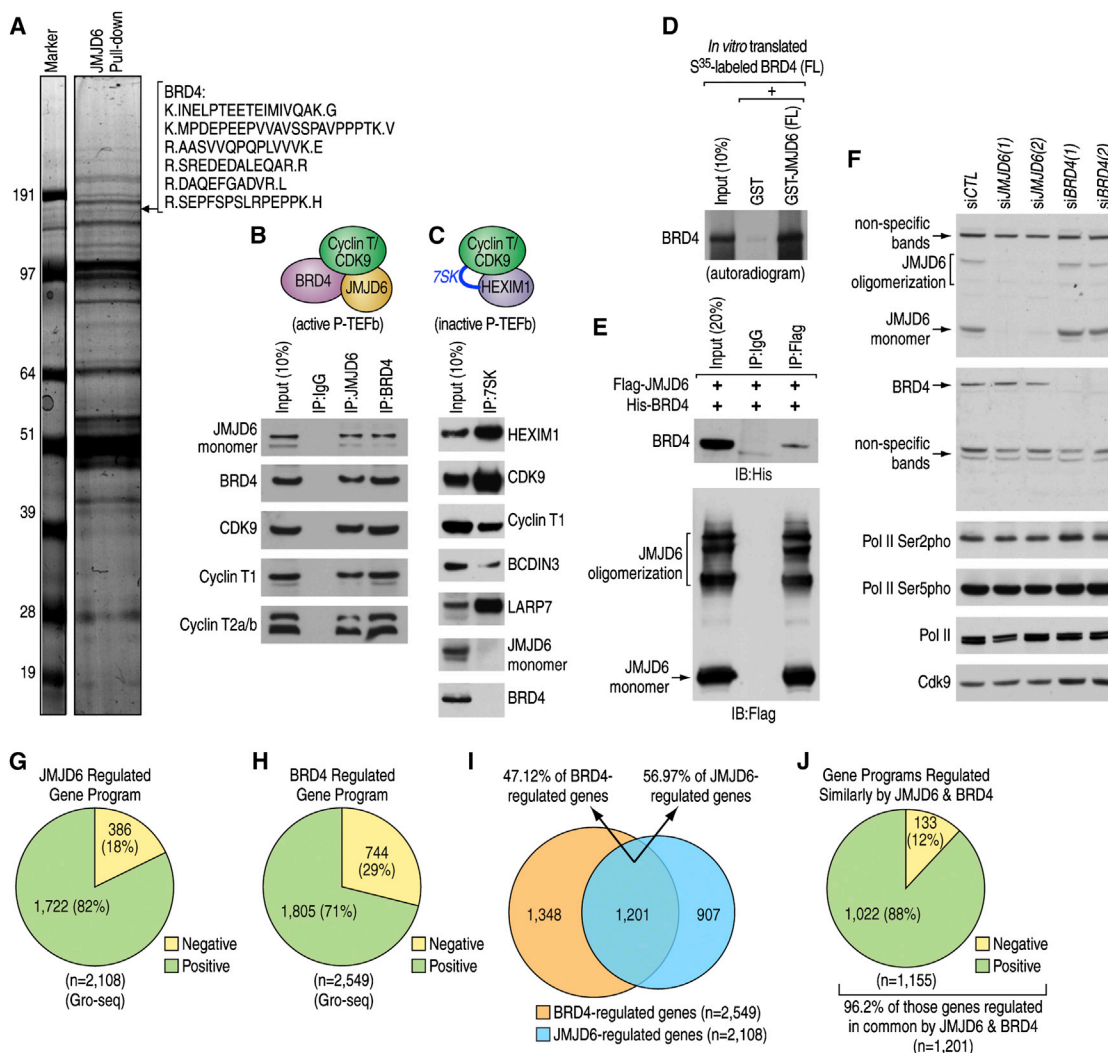 A
Marker
JMJD6
Pull-down
BRD4:
K.INELPTEETEIMIVQAK.G
K.MPDEPEEPVVAVSSPAVPPPTK.V
R.AASVVQPQPLVVVK.E
R.SREDEDALEQAR.R
R.DAQEFGADVR.L
R.SEPFSPSLRPEPPK.H
191
97
64
51
39
28
19
B
Cyclin T/
CDK9
BRD4
JMJD6
(active P-TEFb)
Input (10%)
IP:IgG
IP:JMJD6
IP:BRD4
JMJD6
monomer
BRD4
CDK9
Cyclin T1
Cyclin T2a/b
C
Cyclin T/
CDK9
7SK
HEXIM1
(inactive P-TEFb)
Input (10%)
IP:7SK
HEXIM1
CDK9
Cyclin T1
BCDIN3
LARP7
JMJD6
monomer
BRD4
D
In vitro translated
S35-labeled BRD4 (FL)
+
Input (10%)
GST
GST-JMJD6 (FL)
BRD4
(autoradiogram)
E
Input (20%)
IP:IgG
IP:Flag
Flag-JMJD6 + + +
His-BRD4 + + +
BRD4
IB:His
JMJD6
oligomerization
JMJD6
monomer
IB:Flag
F
siCTL
siJMJD6(1)
siJMJD6(2)
siBRD4(1)
siBRD4(2)
non-specific
bands
JMJD6
oligomerization
JMJD6
monomer
BRD4
non-specific
bands
Pol II Ser2pho
Pol II Ser5pho
Pol II
Cdk9
G
JMJD6 Regulated
Gene Program
386
(18%)
1,722 (82%)
Negative
Positive
(n=2,108)
(Gro-seq)
H
BRD4 Regulated
Gene Program
744
(29%)
1,805 (71%)
Negative
Positive
(n=2,549)
(Gro-seq)
I
47.12% of BRD4-
regulated genes
56.97% of JMJD6-
regulated genes
1,348
1,201
907
BRD4-regulated genes (n=2,549)
JMJD6-regulated genes (n=2,108)
J
Gene Programs Regulated
Similarly by JMJD6 & BRD4
133
(12%)
1,022 (88%)
Negative
Positive
(n=1,155)
96.2% of those genes regulated
in common by JMJD6 & BRD4
(n=1,201)